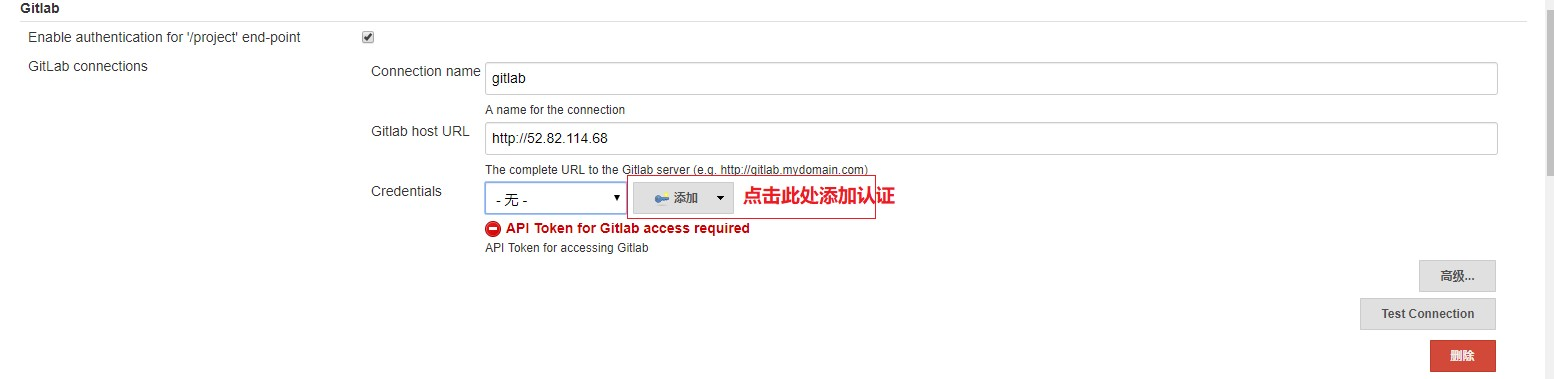 Gitlab
Enable authentication for '/project' end-point
GitLab connections
Connection name
gitlab
A name for the connection
Gitlab host URL
http://52.82.114.68
The complete URL to the Gitlab server (e.g. http://gitlab.mydomain.com)
Credentials
- 无 -
添加
点击此处添加认证
API Token for Gitlab access required
API Token for accessing Gitlab
高级...
Test Connection
删除